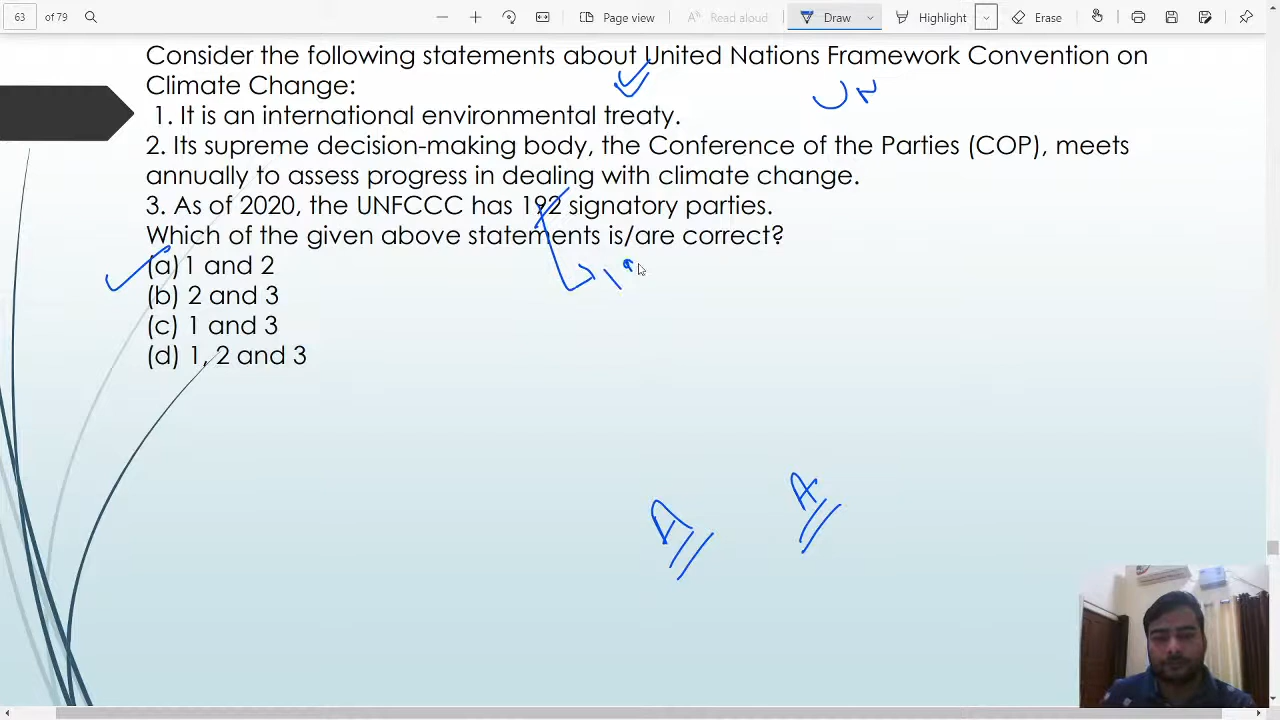 63 of 79 Page view Read aloud Draw Highlight Erase
Consider the following statements about United Nations Framework Convention on
Climate Change:
UN
1. It is an international environmental treaty.
2. Its supreme decision-making body, the Conference of the Parties (COP), meets
annually to assess progress in dealing with climate change.
3. As of 2020, the UNFCCC has 192 signatory parties.
Which of the given above statements is/are correct?
(a) 1 and 2
(b) 2 and 3
(c) 1 and 3
(d) 1, 2 and 3
A
A